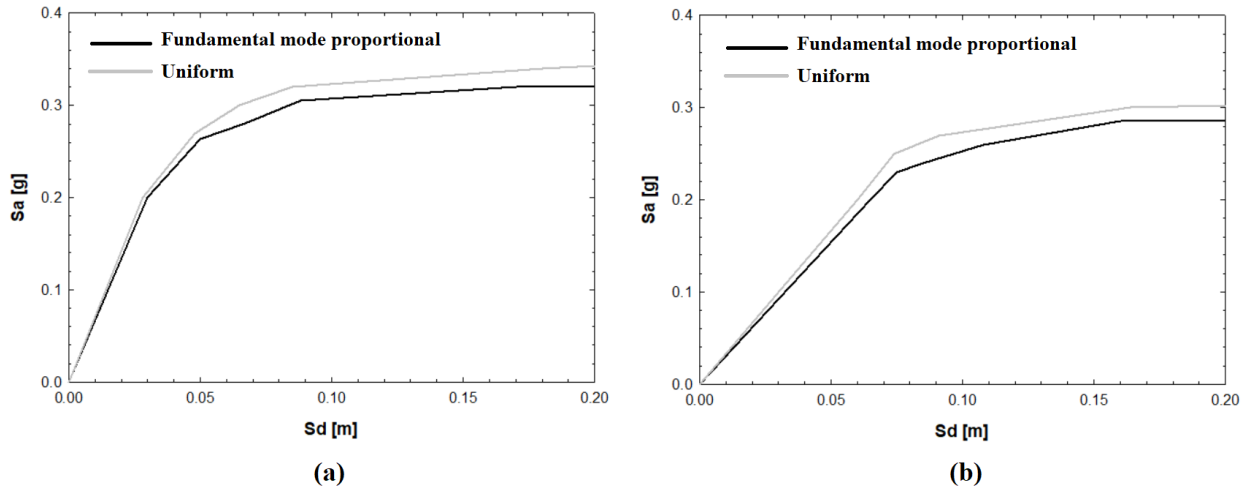 Fundamental mode proportional
Uniform
0.4
0.3
0.2
0.1
0.0
Sa [g]
0.00 0.05 0.10 0.15 0.20
Sd [m]
(a)
Fundamental mode proportional
Uniform
0.4
0.3
0.2
0.1
0.0
Sa [g]
0.00 0.05 0.10 0.15 0.20
Sd [m]
(b)